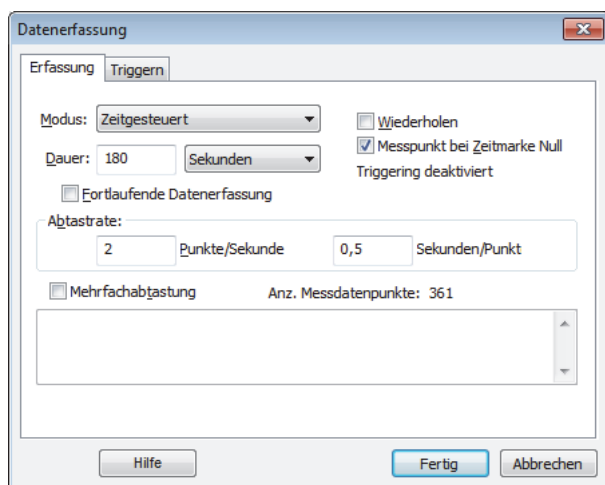 Datenerfassung
Erfassung Triggern
Modus: Zeitgesteuert
Wiederholen
Messpunkt bei Zeitmarke Null
Dauer: 180 Sekunden
Triggering deaktiviert
Fortlaufende Datenerfassung
Abtastrate:
2 Punkte/Sekunde 0,5 Sekunden/Punkt
Mehrfachabtastung Anz. Messdatenpunkte: 361
Hilfe Fertig Abbrechen